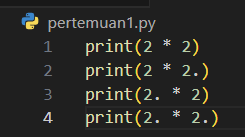 pertemuan1.py
1 print(2 * 2)
2 print(2 * 2.)
3 print(2. * 2)
4 print(2. * 2.)